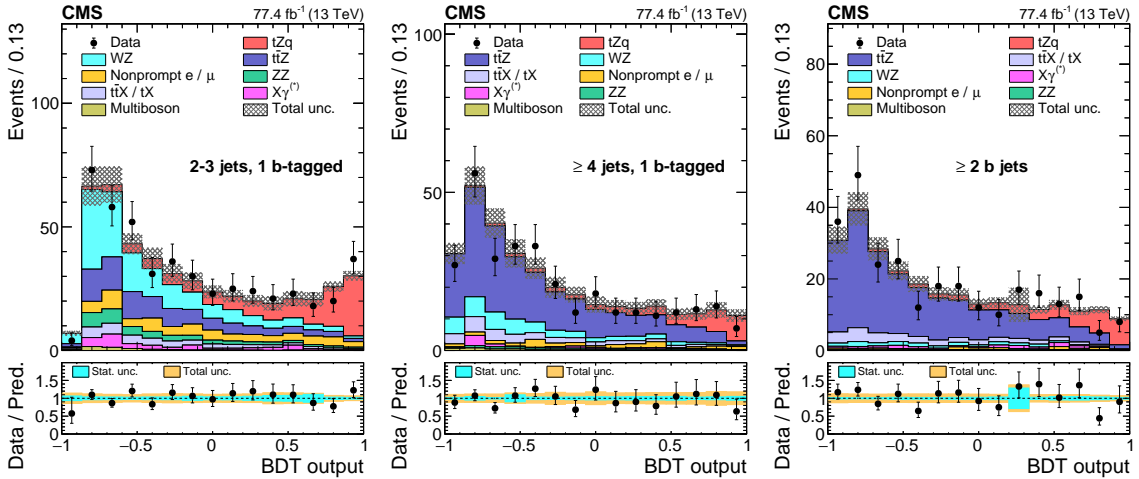 CMS 77.4 fb⁻¹ (13 TeV)
Events / 0.13
Data tZq
WZ tt̄Z
Nonprompt e / μ ZZ
tt̄X / tX Xγ(*)
Multiboson Total unc.
2-3 jets, 1 b-tagged
100
50
0
Data / Pred.
Stat. unc. Total unc.
1.5
1
0.5
0
−1 −0.5 0 0.5 1
BDT output
CMS 77.4 fb⁻¹ (13 TeV)
Events / 0.13
Data tZq
tt̄Z WZ
tt̄X / tX Nonprompt e / μ
Xγ(*) ZZ
Multiboson Total unc.
≥ 4 jets, 1 b-tagged
100
50
0
Data / Pred.
Stat. unc. Total unc.
1.5
1
0.5
0
−1 −0.5 0 0.5 1
BDT output
CMS 77.4 fb⁻¹ (13 TeV)
Events / 0.13
Data tZq
tt̄Z tt̄X / tX
WZ Xγ(*)
Nonprompt e / μ ZZ
Multiboson Total unc.
≥ 2 b jets
80
60
40
20
0
Data / Pred.
Stat. unc. Total unc.
1.5
1
0.5
0
−1 −0.5 0 0.5 1
BDT output